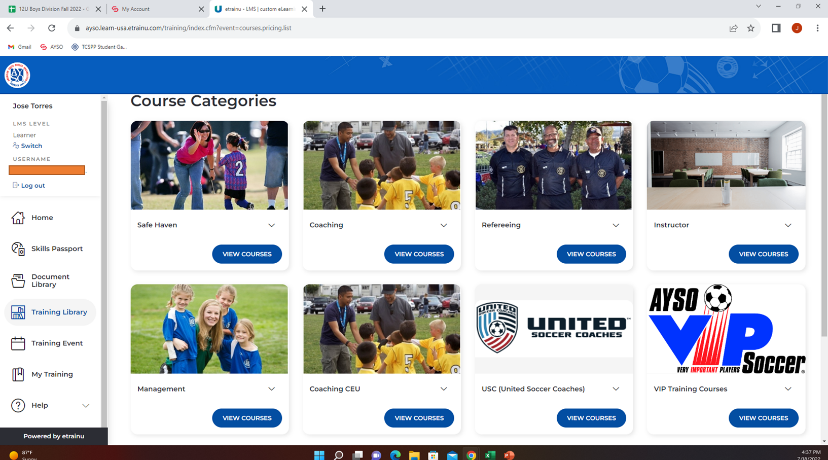 12U Boys Division Fall 2022 - G
My Account
etrainu - LMS | custom eLearn
ayso.learn-usa.etrainu.com/training/index.cfm?event=courses.pricing.list
Gmail
AYSO
TCSPP Student Ga...
J
Jose Torres
LMS LEVEL
Learner
Switch
USERNAME
Log out
Home
Skills Passport
Document
Library
Training Library
Training Event
My Training
Help
Powered by etrainu
Course Categories
2
Safe Haven
VIEW COURSES
Coaching
VIEW COURSES
Refereeing
VIEW COURSES
Instructor
VIEW COURSES
Management
VIEW COURSES
Coaching CEU
VIEW COURSES
UNITED
UNITED
SOCCER COACHES
USC (United Soccer Coaches)
VIEW COURSES
AYSO
VIP
VERY IMPORTANT PLAYERS
Soccer
VIP Training Courses
VIEW COURSES
87°F
Sunny
4:37 PM